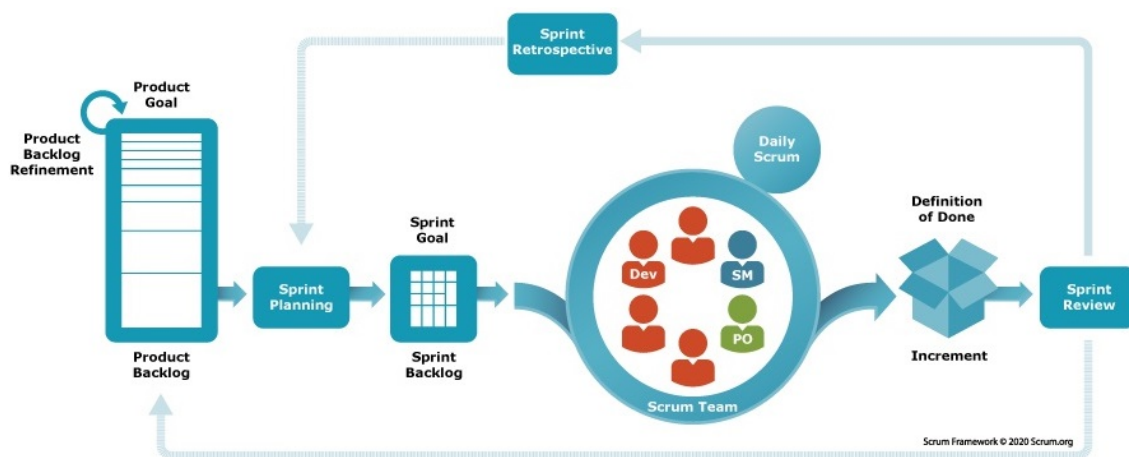 Sprint
Retrospective
Product
Goal
Product
Backlog
Refinement
Daily
Scrum
Definition
of Done
Sprint
Goal
Dev
SM
Sprint
Planning
Sprint
Review
PO
Product
Backlog
Sprint
Backlog
Increment
Scrum Team
Scrum Framework © 2020 Scrum.org